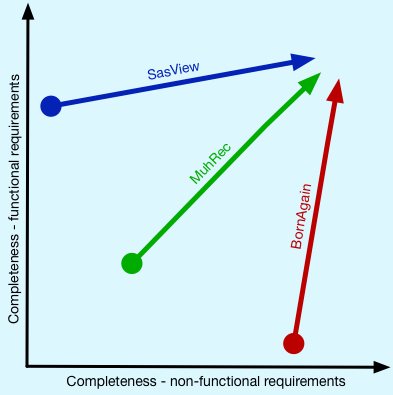 SasView
MuhRec
BornAgain
Completeness - functional requirements
Completeness - non-functional requirements